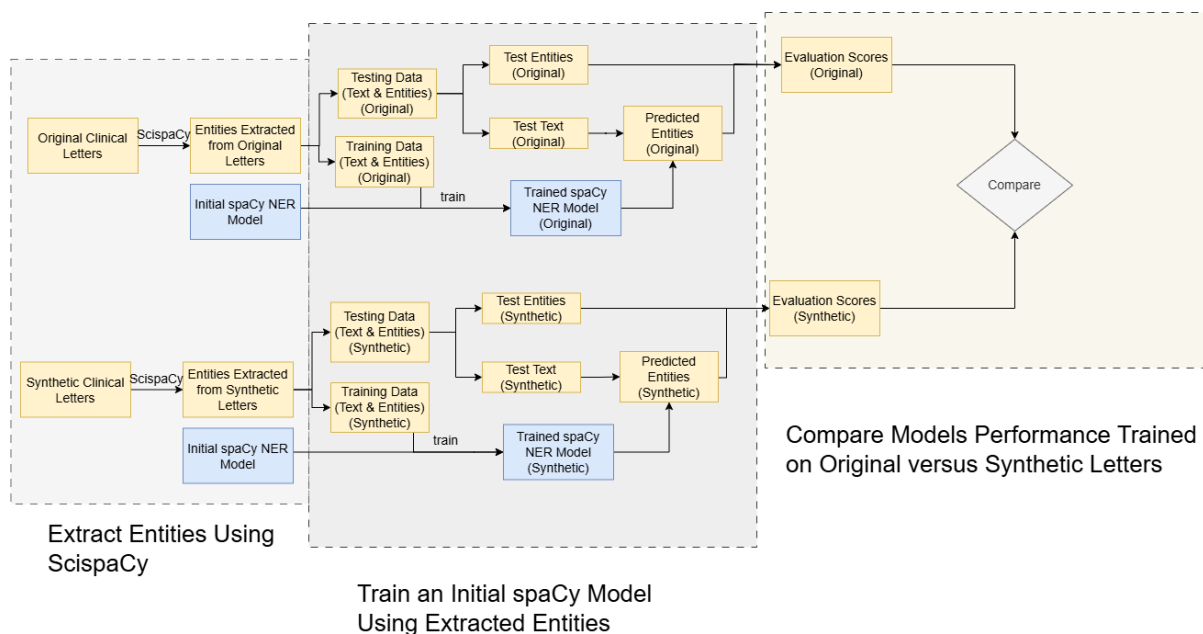 Original Clinical
Letters
ScispaCy
Entities Extracted
from Original
Letters
Initial spaCy NER
Model
Testing Data
(Text & Entities)
(Original)
Training Data
(Text & Entities)
(Original)
train
Test Entities
(Original)
Test Text
(Original)
Predicted
Entities
(Original)
Trained spaCy
NER Model
(Original)
Evaluation Scores
(Original)
Compare
Synthetic Clinical
Letters
ScispaCy
Entities Extracted
from Synthetic
Letters
Initial spaCy NER
Model
Testing Data
(Text & Entities)
(Synthetic)
Training Data
(Text & Entities)
(Synthetic)
train
Test Entities
(Synthetic)
Test Text
(Synthetic)
Predicted
Entities
(Synthetic)
Trained spaCy
NER Model
(Synthetic)
Evaluation Scores
(Synthetic)
Extract Entities Using
ScispaCy
Train an Initial spaCy Model
Using Extracted Entities
Compare Models Performance Trained
on Original versus Synthetic Letters